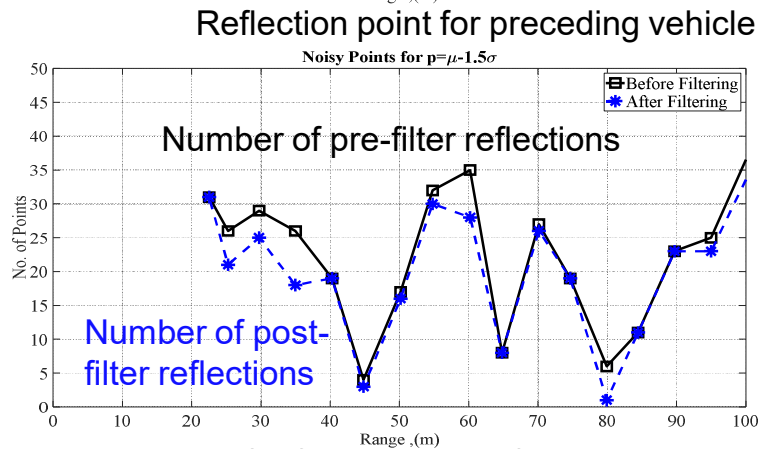 Reflection point for preceding vehicle
Noisy Points for p=μ-1.5σ
Before Filtering
After Filtering
Number of pre-filter reflections
Number of post-
filter reflections
No. of Points
50
45
40
35
30
25
20
15
10
5
0
0 10 20 30 40 50 60 70 80 90 100
Range ,(m)